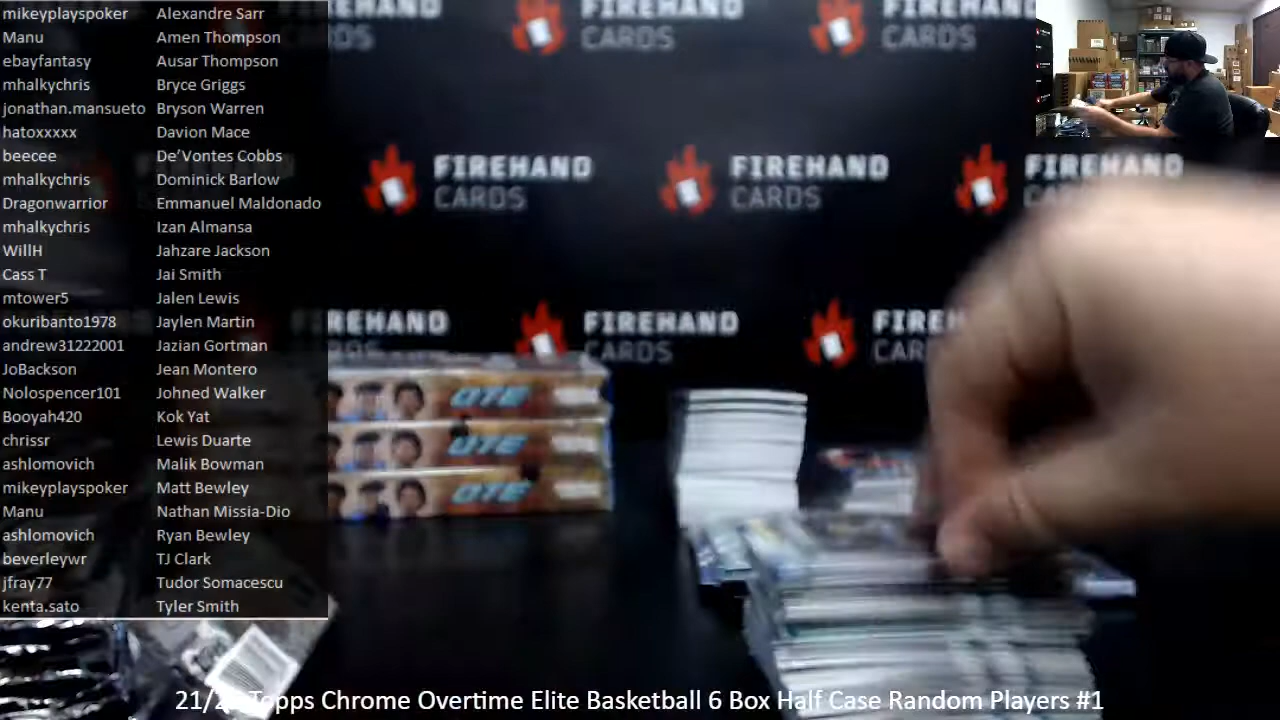 mikeyplayspoker Alexandre Sarr
Manu Amen Thompson
ebayfantasy Ausar Thompson
mhalkychris Bryce Griggs
jonathan.mansueto Bryson Warren
hatoxxxxx Davion Mace
beecee De’Vontes Cobbs
mhalkychris Dominick Barlow
Dragonwarrior Emmanuel Maldonado
mhalkychris Izan Almansa
WillH Jahzare Jackson
Cass T Jai Smith
mtower5 Jalen Lewis
okuribanto1978 Jaylen Martin
andrew31222001 Jazian Gortman
JoBackson Jean Montero
Nolospencer101 Johned Walker
Booyah420 Kok Yat
chrissr Lewis Duarte
ashlomovich Malik Bowman
mikeyplayspoker Matt Bewley
Manu Nathan Missia-Dio
ashlomovich Ryan Bewley
beverleywr TJ Clark
jfray77 Tudor Somacescu
kenta.sato Tyler Smith
FIREHAND CARDS
FIREHAND CARDS
FIREHAND CARDS
FIREHAND CARDS
FIREHAND CARDS
FIREHAND CARDS
FIREHAND CARDS
OTE
OTE
OTE
Topps Chrome Overtime Elite Basketball 6 Box Half Case Random Players #1